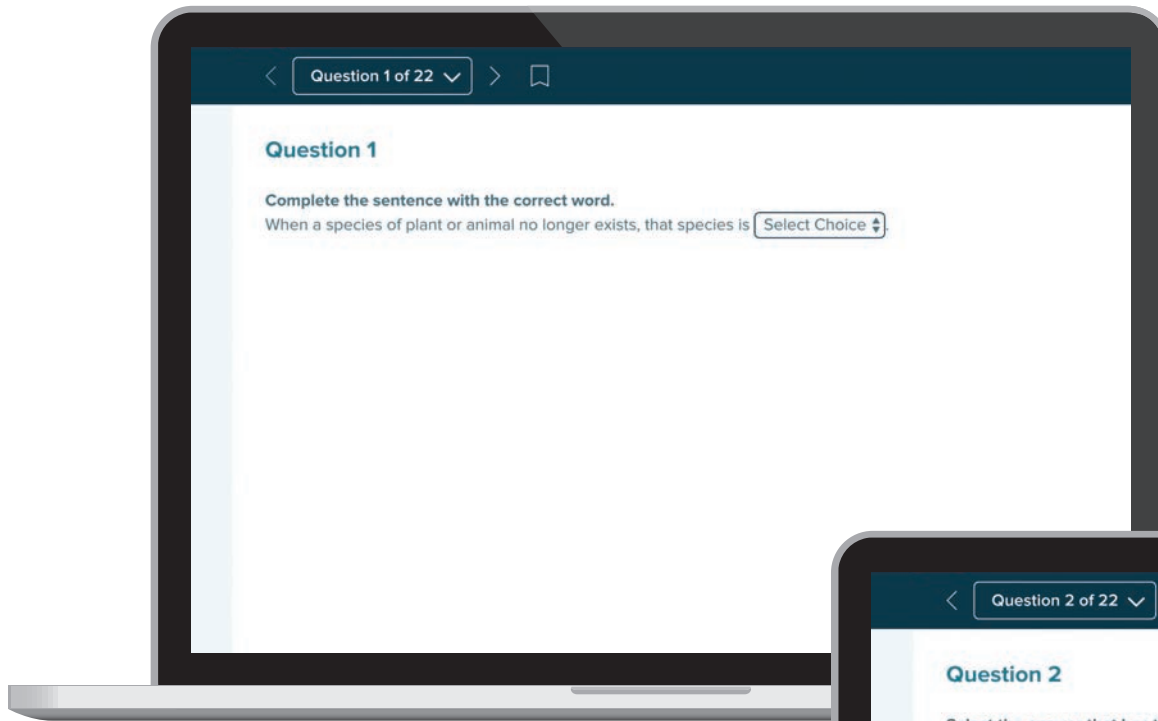 Question 1 of 22
Question 1
Complete the sentence with the correct word.
When a species of plant or animal no longer exists, that species is Select Choice.
Question 2 of 22
Question 2